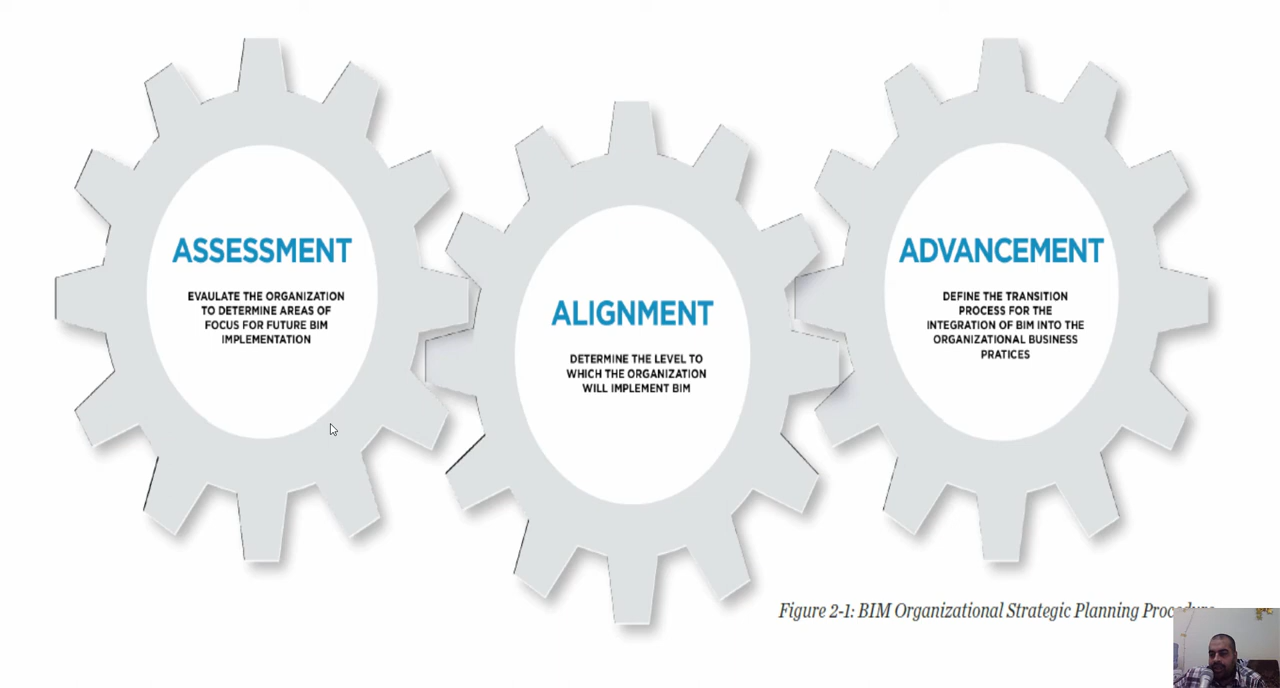 ASSESSMENT
EVAULATE THE ORGANIZATION
TO DETERMINE AREAS OF
FOCUS FOR FUTURE BIM
IMPLEMENTATION
ALIGNMENT
DETERMINE THE LEVEL TO
WHICH THE ORGANIZATION
WILL IMPLEMENT BIM
ADVANCEMENT
DEFINE THE TRANSITION
PROCESS FOR THE
INTEGRATION OF BIM INTO THE
ORGANIZATIONAL BUSINESS
PRATICES
Figure 2-1: BIM Organizational Strategic Planning Procedure